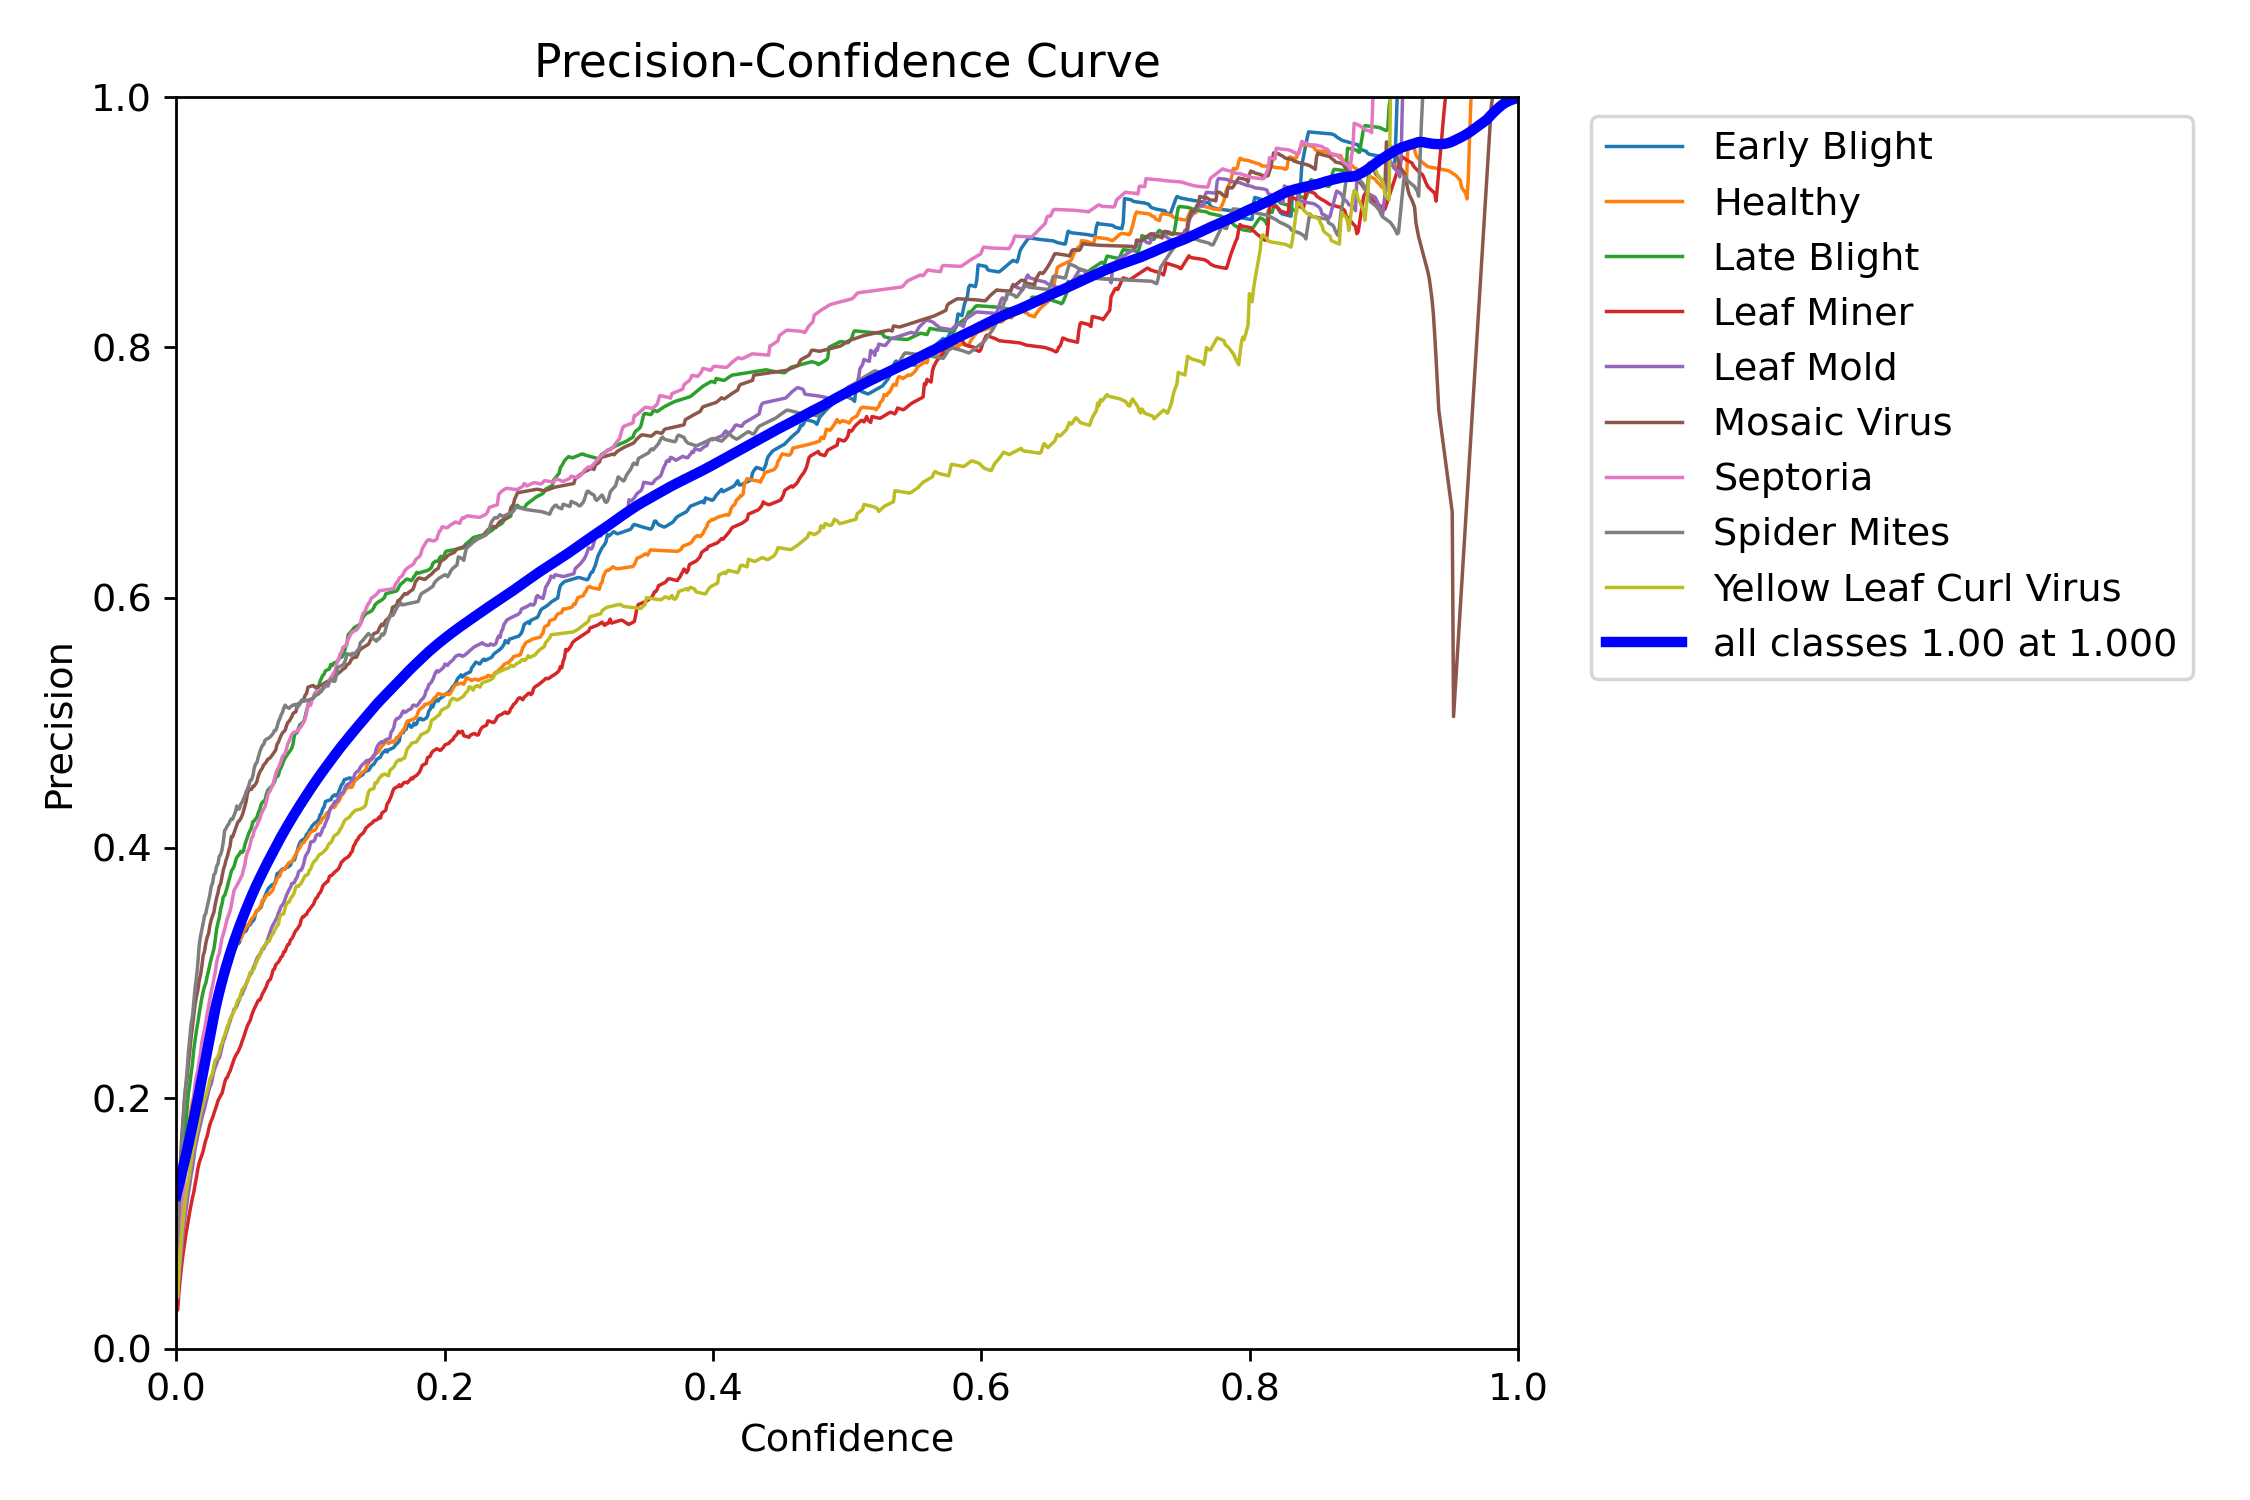 Precision-Confidence Curve
1.0
0.8
0.6
0.4
0.2
0.0
Precision
0.0 0.2 0.4 0.6 0.8 1.0
Confidence
Early Blight
Healthy
Late Blight
Leaf Miner
Leaf Mold
Mosaic Virus
Septoria
Spider Mites
Yellow Leaf Curl Virus
all classes 1.00 at 1.000